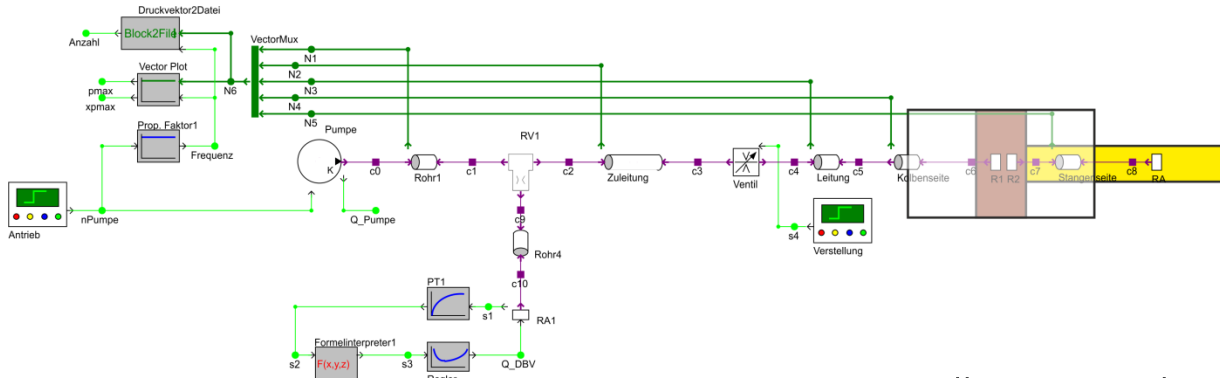 Druckvektor2Datei
Block2File
Anzahl
VectorMux
N1
N2
N3
N4
N5
N6
Vector Plot
pmax
xpmax
Prop. Faktor1
Frequenz
Pumpe
K
RV1
c0
Rohr1
c1
c2
Zuleitung
c3
Ventil
c4
Leitung
c5
Kolbenseite
c6
R1
R2
c7
Stangenseite
c8
RA
nPumpe
Antrieb
Q_Pumpe
c9
s4
Verstellung
Rohr4
c10
PT1
s1
RA1
Formelinterpreter1
F(x,y,z)
s2
s3
Q_DBV